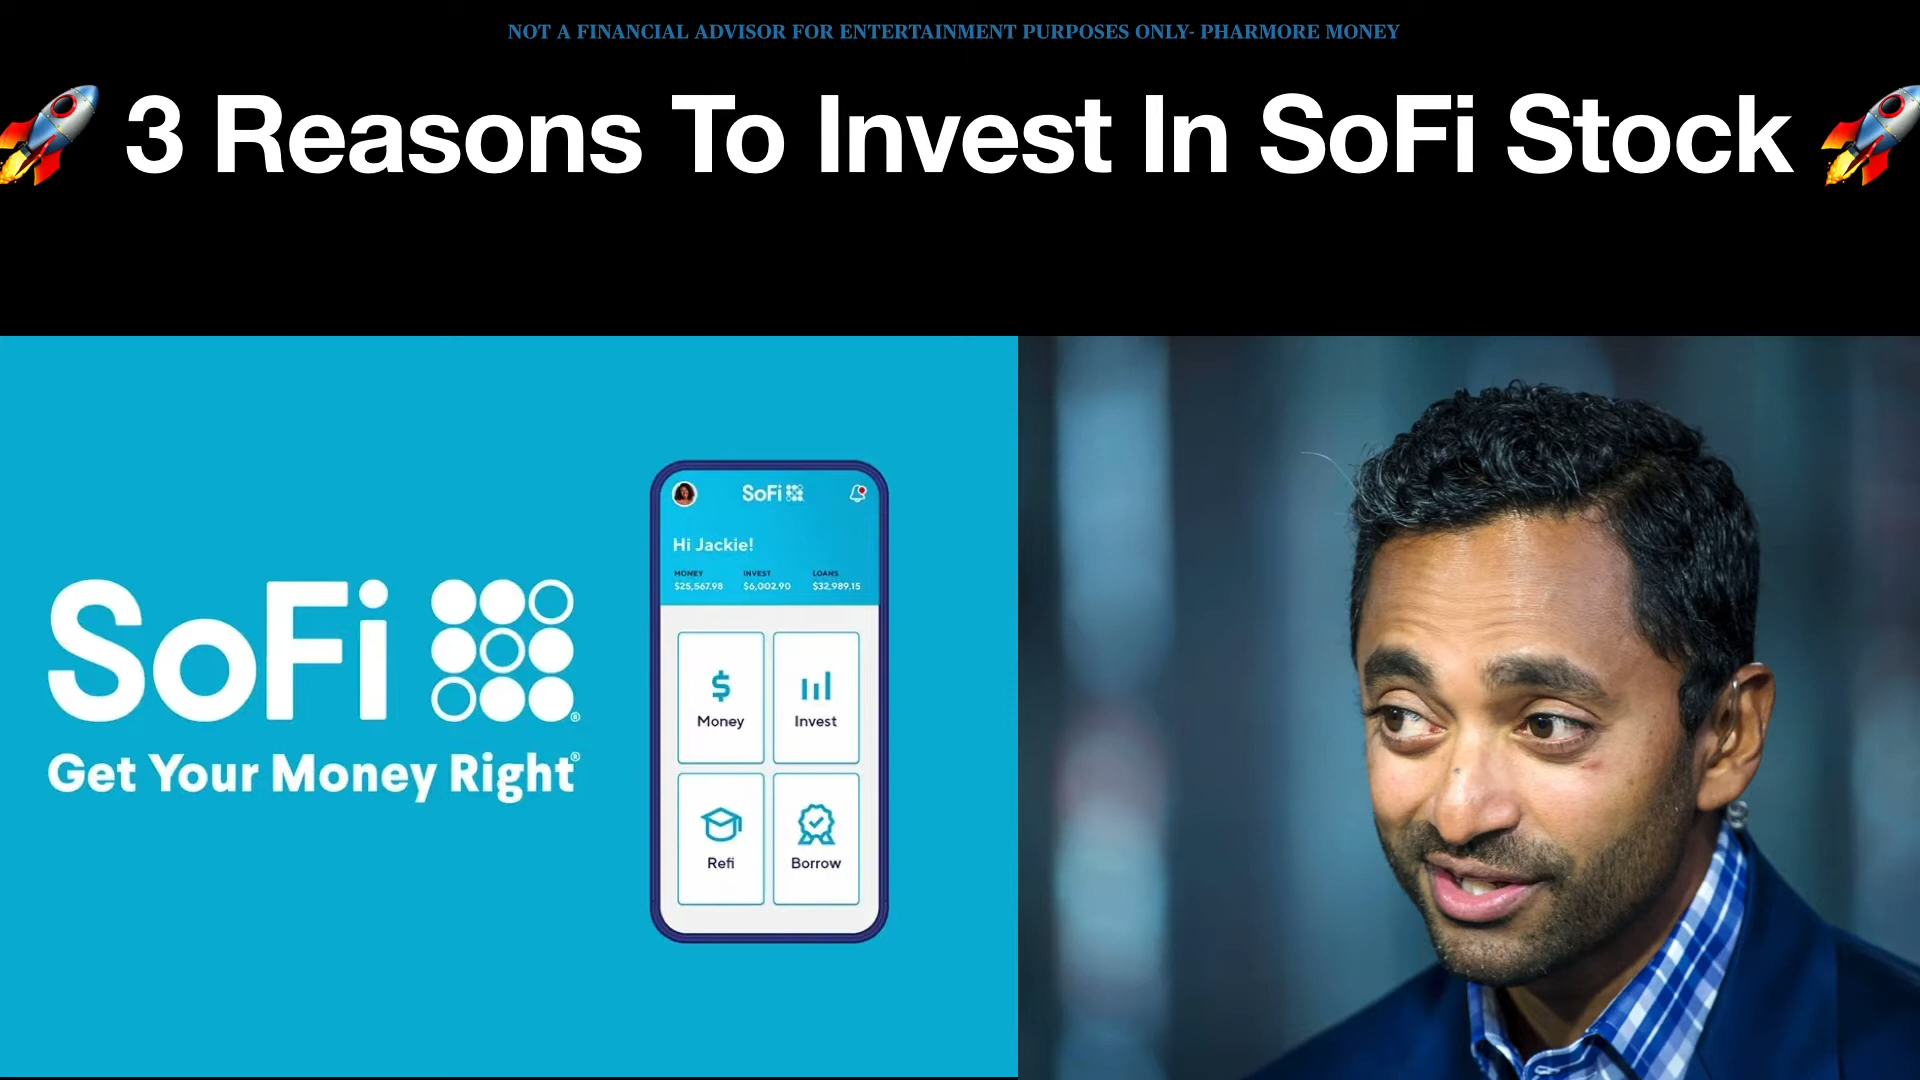 NOT A FINANCIAL ADVISOR FOR ENTERTAINMENT PURPOSES ONLY- PHARMORE MONEY
🚀 3 Reasons To Invest In SoFi Stock 🚀
SoFi ®
Get Your Money Right®
SoFi
Hi Jackie!
MONEY INVEST LOANS
$25,567.98 $6,002.90 $32,989.15
$
Money Invest
Refi Borrow